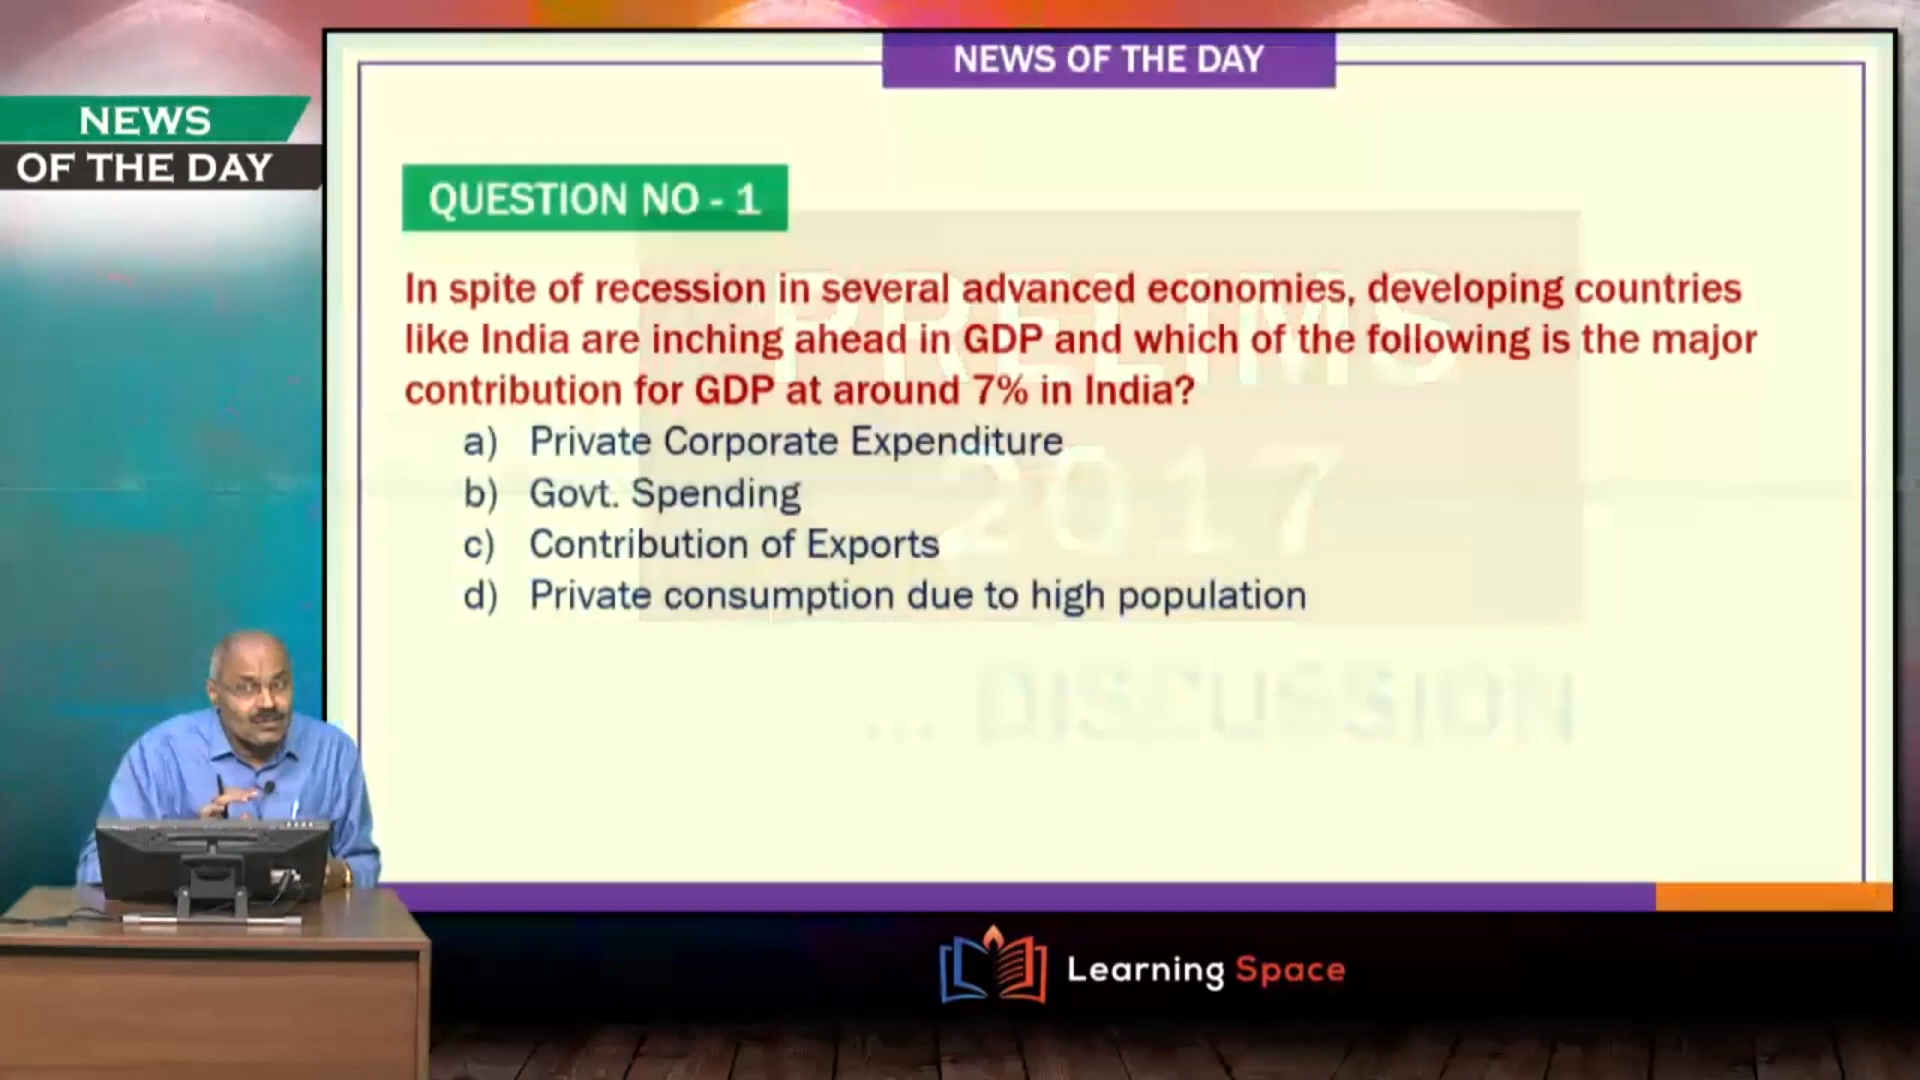 NEWS OF THE DAY
NEWS
OF THE DAY
QUESTION NO - 1
In spite of recession in several advanced economies, developing countries
like India are inching ahead in GDP and which of the following is the major
contribution for GDP at around 7% in India?
a) Private Corporate Expenditure
b) Govt. Spending
c) Contribution of Exports
d) Private consumption due to high population
PRELIMS
2017
... DISCUSSION
Learning Space